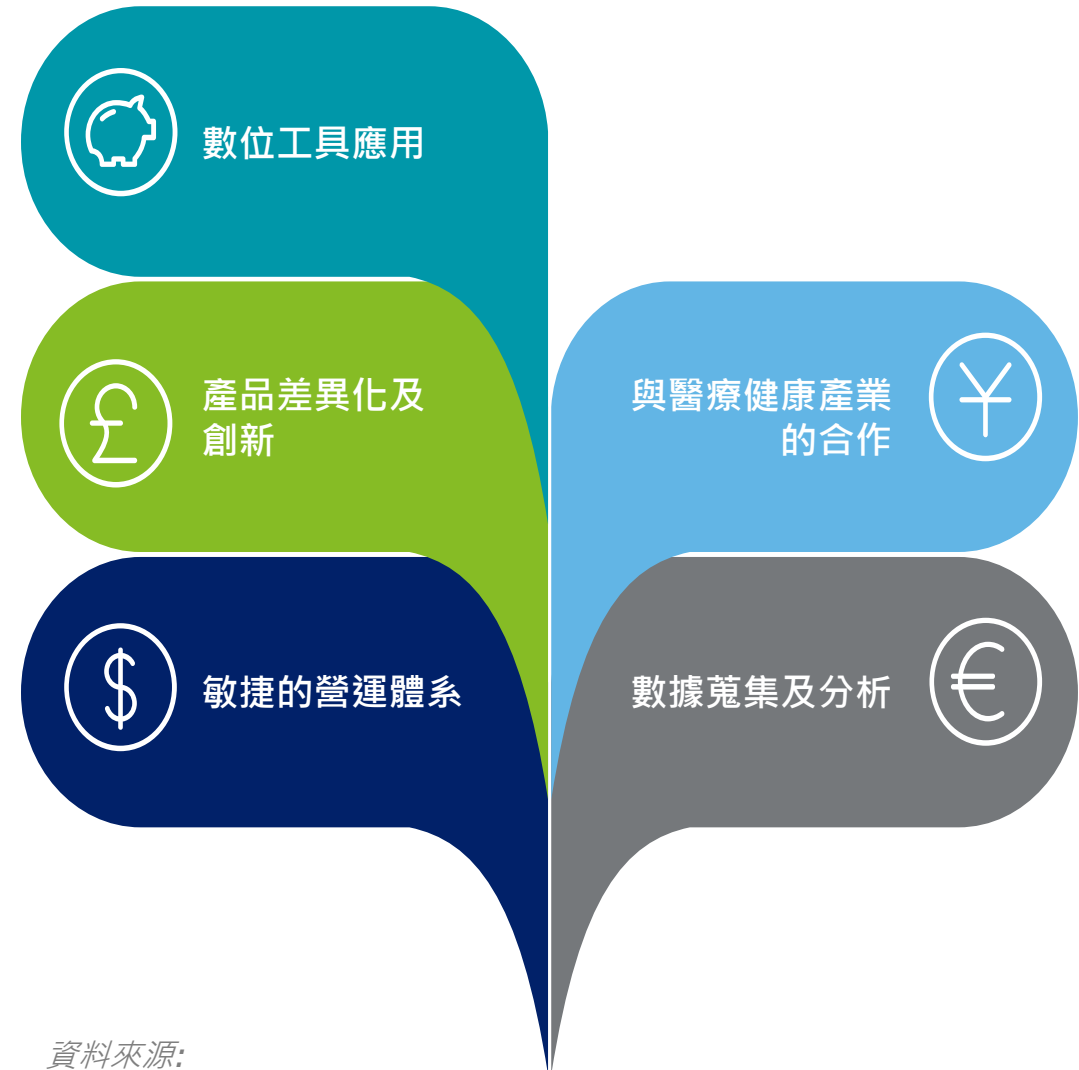 數位工具應用
產品差異化及
創新
與醫療健康產業
的合作
敏捷的營運體系
數據蒐集及分析
資料來源: